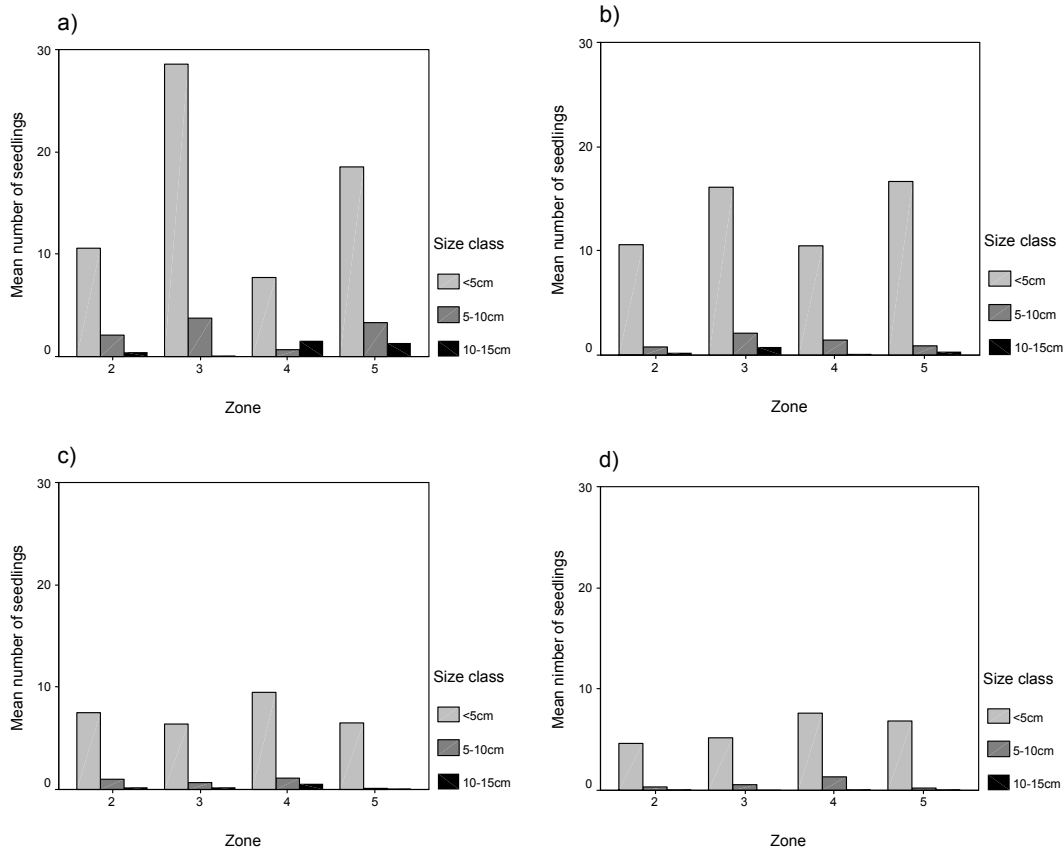 a)
30
20
10
0
Mean number of seedlings
2 3 4 5
Zone
Size class
<5cm
5-10cm
10-15cm
b)
30
20
10
0
Mean number of seedlings
2 3 4 5
Zone
Size class
<5cm
5-10cm
10-15cm
c)
30
20
10
0
Mean number of seedlings
2 3 4 5
Zone
Size class
<5cm
5-10cm
10-15cm
d)
30
20
10
0
Mean nimber of seedlings
2 3 4 5
Zone
Size class
<5cm
5-10cm
10-15cm